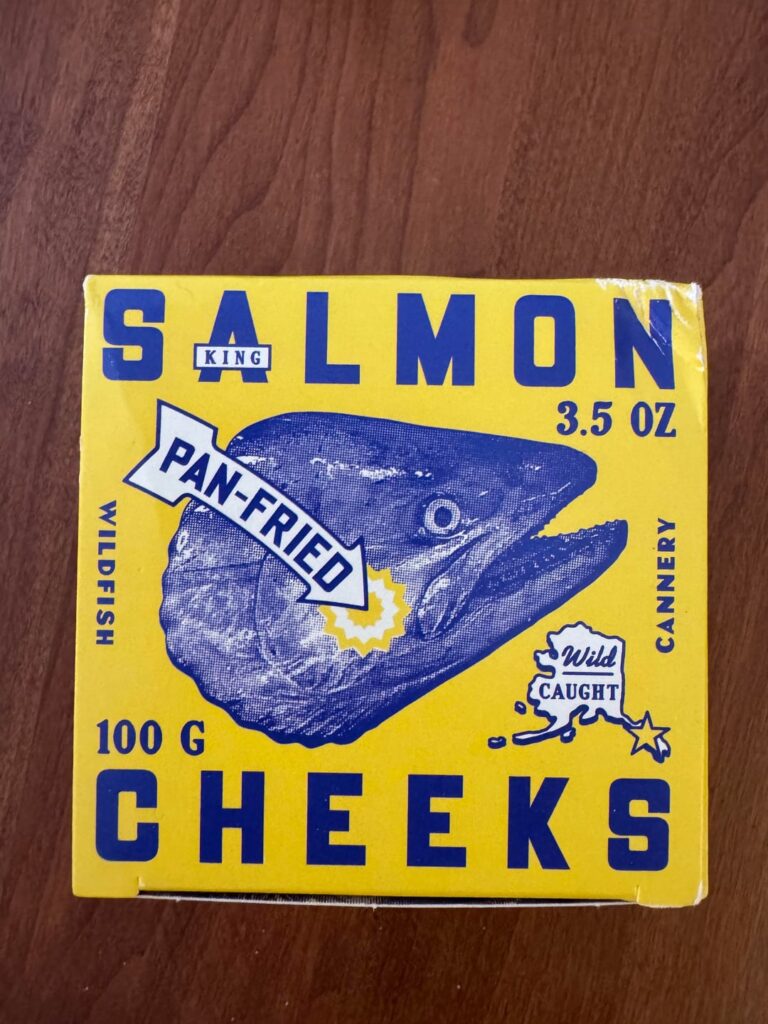 SALMON
KING
3.5 OZ
PAN-FRIED
WILDFISH
CANNERY
Wild
CAUGHT
100 G
CHEEKS